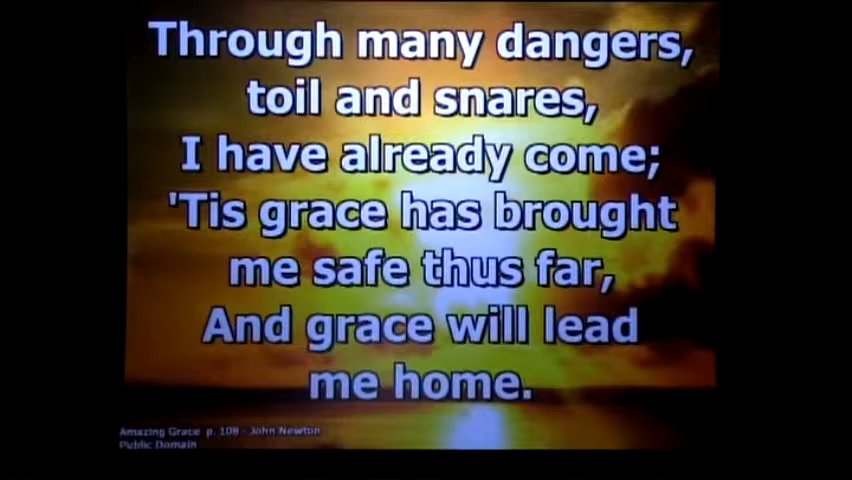 Through many dangers,
toil and snares,
I have already come;
'Tis grace has brought
me safe thus far,
And grace will lead
me home.
Amazing Grace p. 108 - John Newton
Public Domain